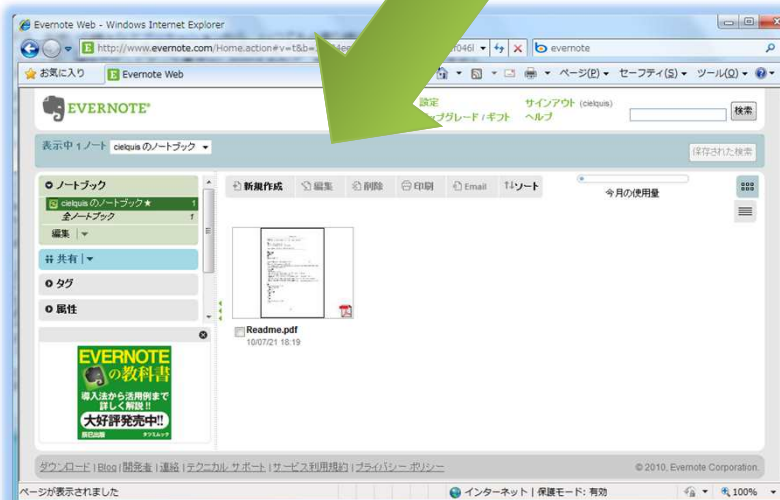 Evernote Web - Windows Internet Explorer
http://www.evernote.com/Home.action#v=t&b=
evernote
お気に入り
Evernote Web
ページ(P)
セーフティ(S)
ツール(O)
EVERNOTE
設定
サインアウト (cielquis)
グレード / ギフト
ヘルプ
検索
表示中 1 ノート
cielquis のノートブック
保存された検索
ノートブック
cielquis のノートブック★ 1
全ノートブック 1
編集
共有
タグ
属性
新規作成
編集
削除
印刷
Email
ソート
今月の使用量
Readme.pdf
10/07/21 18:19
EVERNOTE
の教科書
導入法から活用例まで
詳しく解説!!
大好評発売中!!
辰巳出版
ダウンロード | Blog | 開発者 | 連絡 | テクニカル サポート | サービス利用規約 | プライバシー ポリシー
© 2010, Evernote Corporation.
ページが表示されました
インターネット | 保護モード: 有効
100%